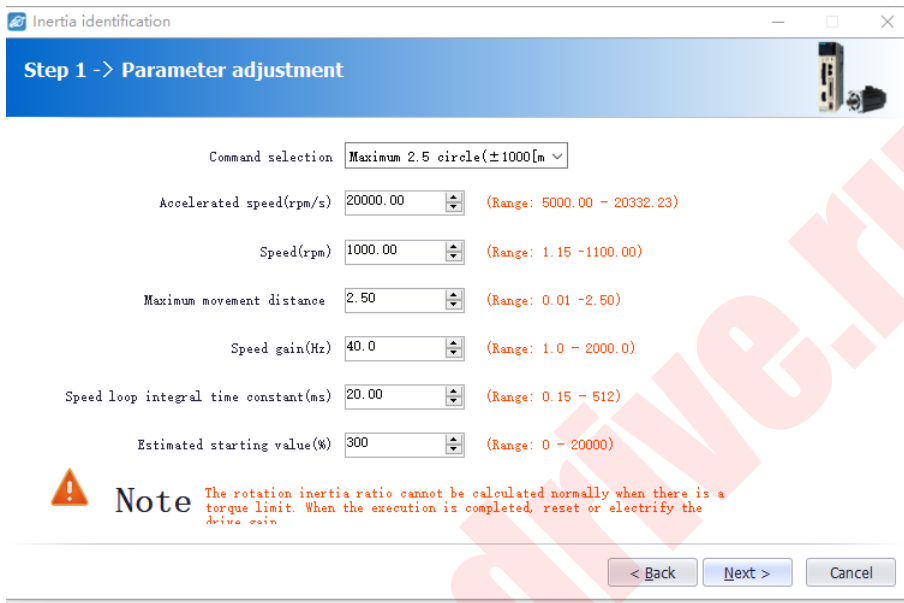 Inertia identification
Step 1 -> Parameter adjustment
Command selection Maximum 2.5 circle(±1000[m
Accelerated speed(rpm/s) 20000.00 (Range: 5000.00 - 20332.23)
Speed(rpm) 1000.00 (Range: 1.15 -1100.00)
Maximum movement distance 2.50 (Range: 0.01 -2.50)
Speed gain(Hz) 40.0 (Range: 1.0 - 2000.0)
Speed loop integral time constant(ms) 20.00 (Range: 0.15 - 512)
Estimated starting value(%) 300 (Range: 0 - 20000)
Note The rotation inertia ratio cannot be calculated normally when there is a
torque limit. When the execution is completed, reset or electrify the
drive gain
< Back Next > Cancel
drive.ru